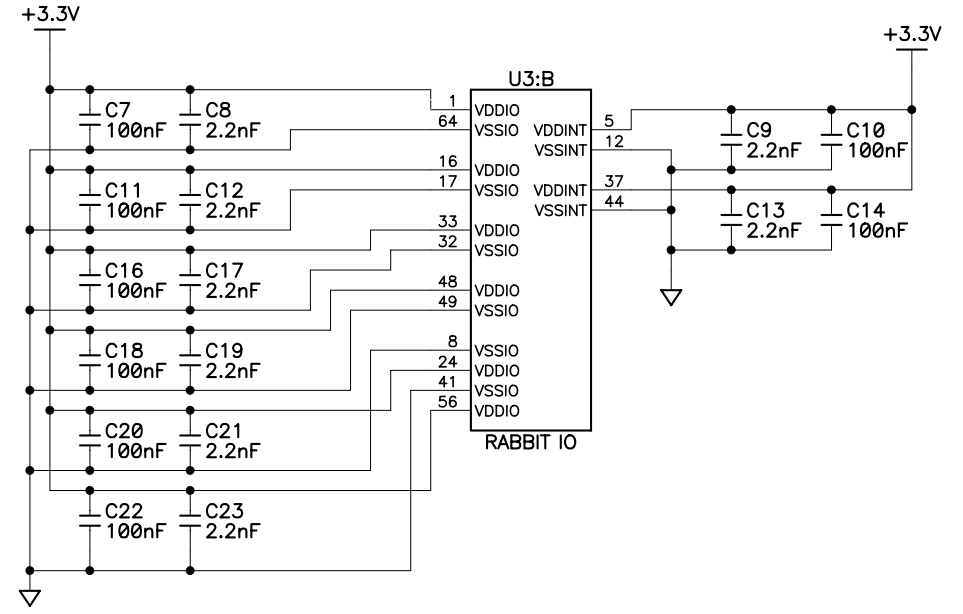 +3.3V
+3.3V
U3:B
C7
100nF
C8
2.2nF
1
VDDIO
64
VSSIO
VDDINT
5
VSSINT
12
C9
2.2nF
C10
100nF
16
VDDIO
17
VSSIO
VDDINT
37
VSSINT
44
C11
100nF
C12
2.2nF
C13
2.2nF
C14
100nF
33
VDDIO
32
VSSIO
C16
100nF
C17
2.2nF
48
VDDIO
49
VSSIO
C18
100nF
C19
2.2nF
8
VSSIO
24
VDDIO
41
VSSIO
56
VDDIO
RABBIT IO
C20
100nF
C21
2.2nF
C22
100nF
C23
2.2nF